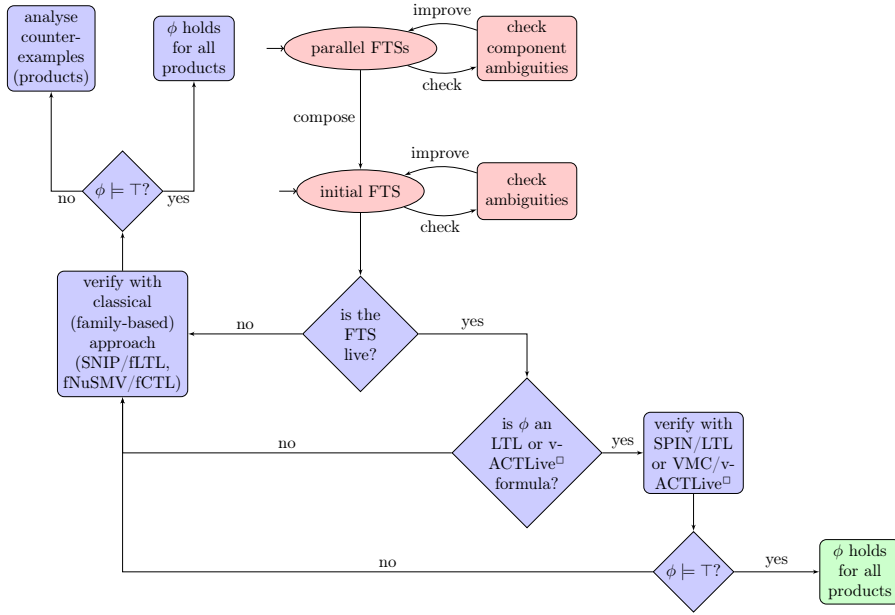 analyse
counter-
examples
(products)
ϕ holds
for all
products
parallel FTSs
improve
check
check
component
ambiguities
compose
initial FTS
improve
check
check
ambiguities
ϕ ⊨ ⊤?
no
yes
verify with
classical
(family-based)
approach
(SNIP/fLTL,
fNuSMV/fCTL)
no
is the
FTS
live?
yes
no
is ϕ an
LTL or v-
ACTLive□
formula?
yes
verify with
SPIN/LTL
or VMC/v-
ACTLive□
no
ϕ ⊨ ⊤?
yes
ϕ holds
for all
products